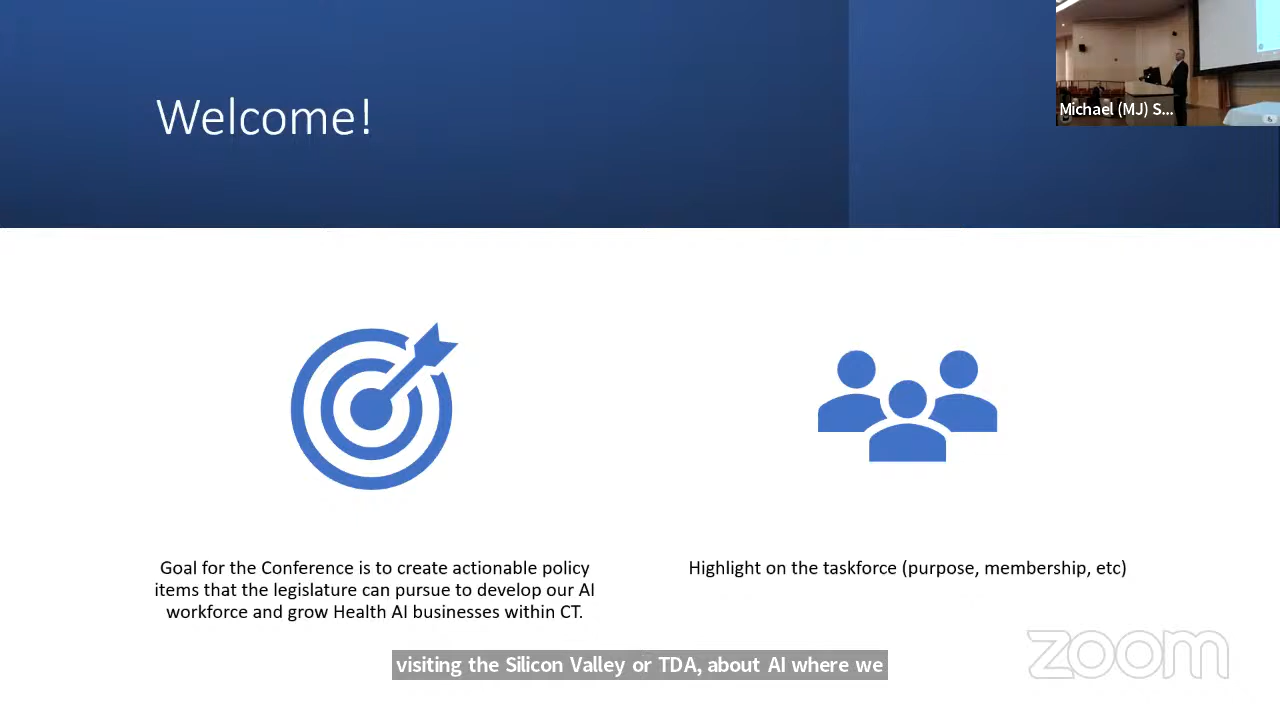 Welcome!
Michael (MJ) S...
Goal for the Conference is to create actionable policy
items that the legislature can pursue to develop our AI
workforce and grow Health AI businesses within CT.
Highlight on the taskforce (purpose, membership, etc)
visiting the Silicon Valley or TDA, about AI where we
zoom